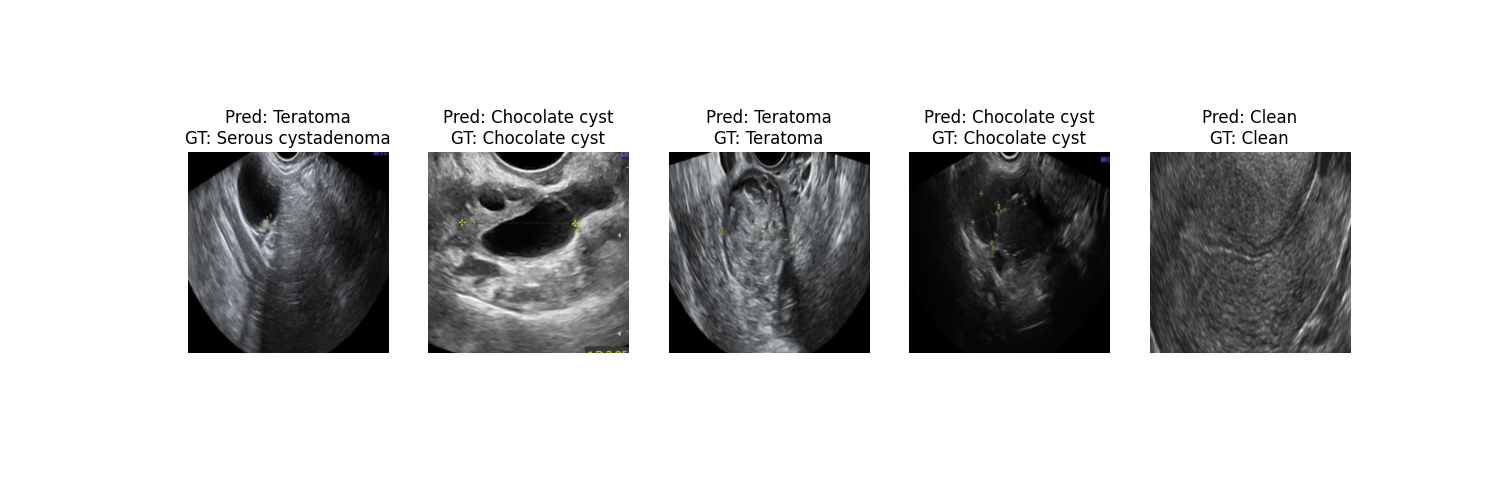 Pred: Teratoma
GT: Serous cystadenoma
Pred: Chocolate cyst
GT: Chocolate cyst
Pred: Teratoma
GT: Teratoma
Pred: Chocolate cyst
GT: Chocolate cyst
Pred: Clean
GT: Clean